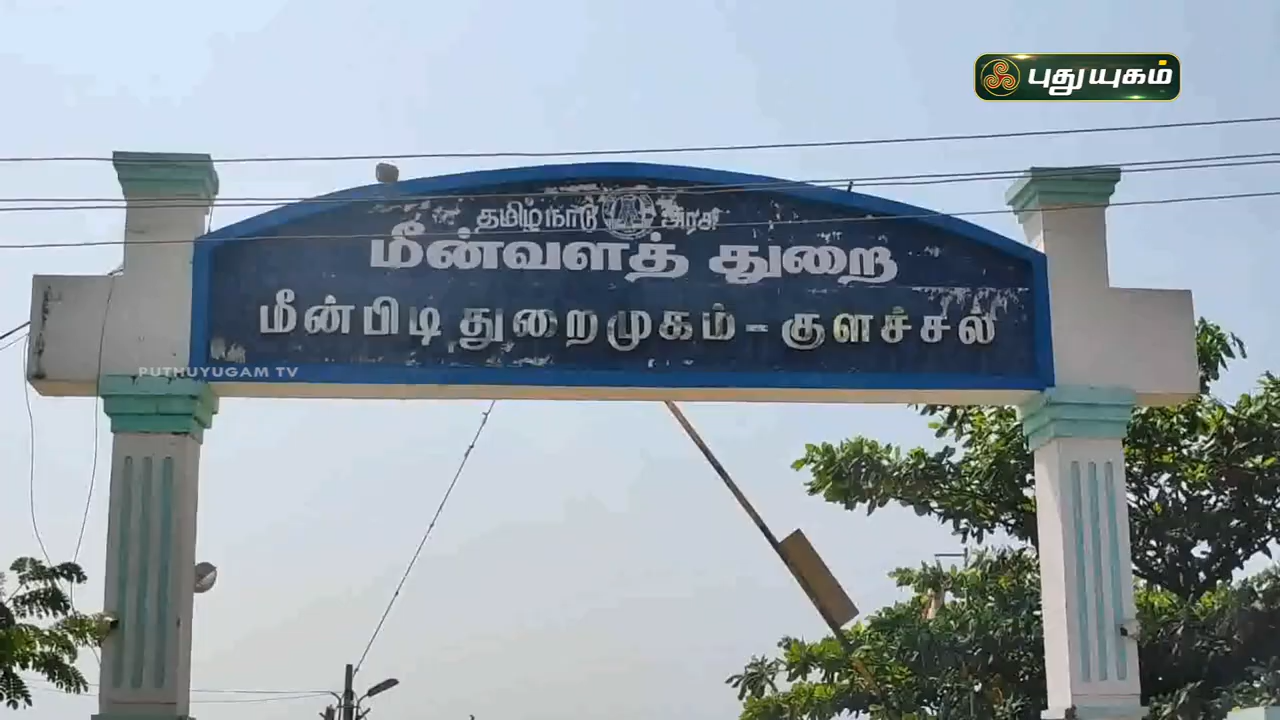 புதுயுகம்
தமிழ்நாடு அரசு
மீன்வளத் துறை
மீன்பிடி துறைமுகம் - குளச்சல்
PUTHUYUGAM TV